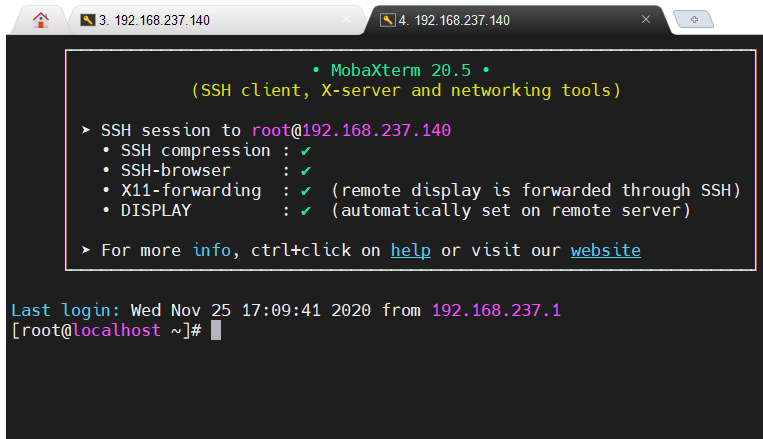 3. 192.168.237.140
4. 192.168.237.140
• MobaXterm 20.5 •
(SSH client, X-server and networking tools)
➤ SSH session to root@192.168.237.140
• SSH compression : ✔
• SSH-browser : ✔
• X11-forwarding : ✔ (remote display is forwarded through SSH)
• DISPLAY : ✔ (automatically set on remote server)
➤ For more info, ctrl+click on help or visit our website
Last login: Wed Nov 25 17:09:41 2020 from 192.168.237.1
[root@localhost ~]#